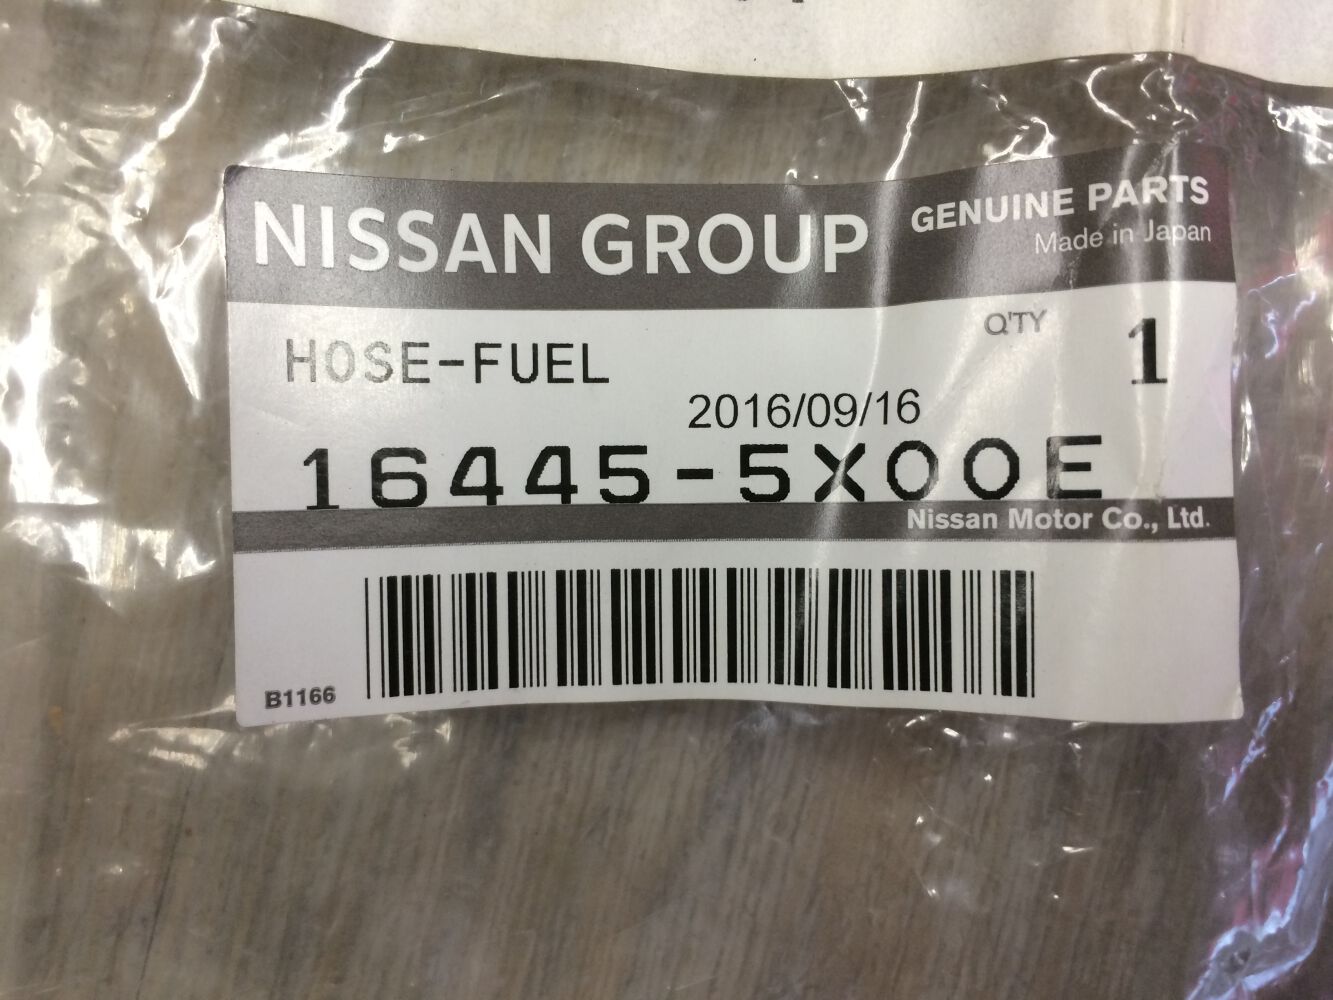 NISSAN GROUP
GENUINE PARTS
Made in Japan
HOSE-FUEL
Q'TY 1
2016/09/16
16445-5X00E
Nissan Motor Co., Ltd.
B1166